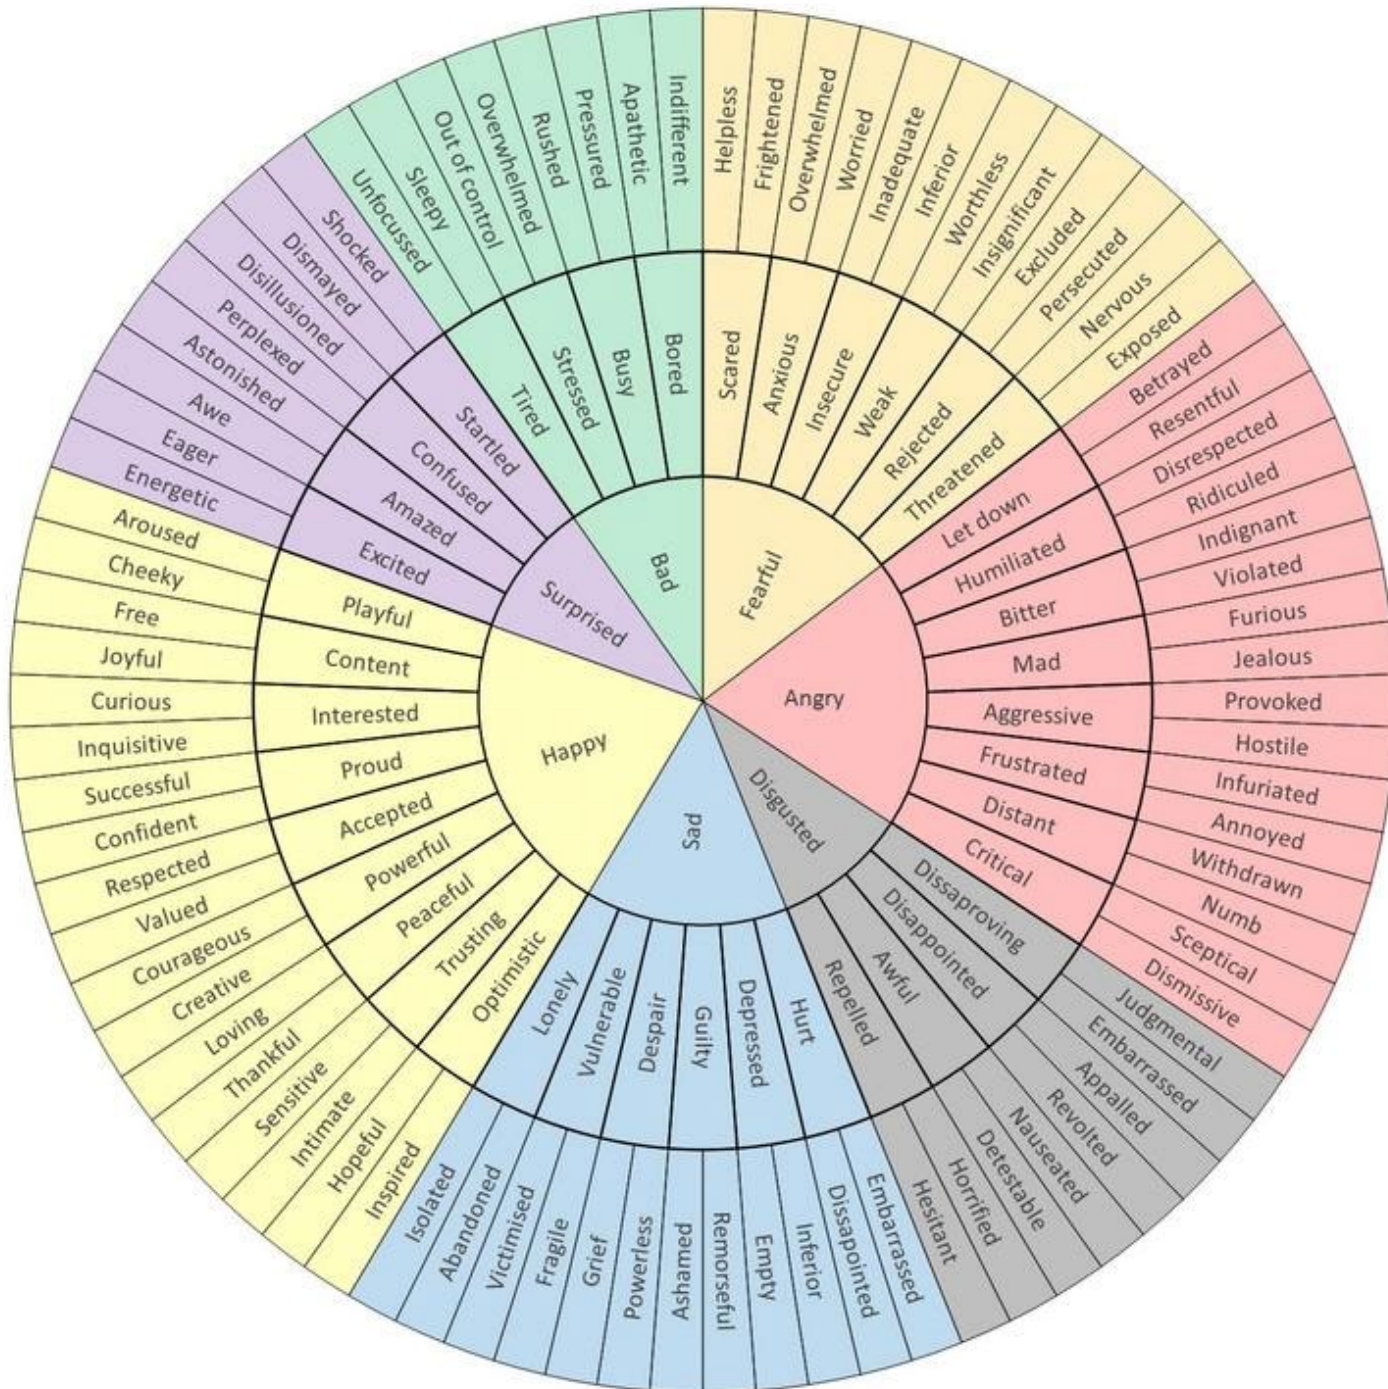 Fearful
Angry
Disgusted
Sad
Happy
Surprised
Bad
Scared
Anxious
Insecure
Weak
Rejected
Threatened
Let down
Humiliated
Bitter
Mad
Aggressive
Frustrated
Distant
Critical
Dissaproving
Disappointed
Awful
Repelled
Hurt
Depressed
Guilty
Despair
Vulnerable
Lonely
Optimistic
Trusting
Peaceful
Powerful
Accepted
Proud
Interested
Content
Playful
Excited
Amazed
Confused
Startled
Tired
Stressed
Busy
Bored
Helpless
Frightened
Overwhelmed
Worried
Inadequate
Inferior
Worthless
Insignificant
Excluded
Persecuted
Nervous
Exposed
Betrayed
Resentful
Disrespected
Ridiculed
Indignant
Violated
Furious
Jealous
Provoked
Hostile
Infuriated
Annoyed
Withdrawn
Numb
Sceptical
Dismissive
Judgmental
Embarrassed
Appalled
Revolted
Nauseated
Detestable
Horrified
Hesitant
Embarrassed
Dissapointed
Inferior
Empty
Remorseful
Ashamed
Powerless
Grief
Fragile
Victimised
Abandoned
Isolated
Inspired
Hopeful
Intimate
Sensitive
Thankful
Loving
Creative
Courageous
Valued
Respected
Confident
Successful
Inquisitive
Curious
Joyful
Free
Cheeky
Aroused
Energetic
Eager
Awe
Astonished
Perplexed
Disillusioned
Dismayed
Shocked
Unfocussed
Sleepy
Out of control
Overwhelmed
Rushed
Pressured
Apathetic
Indifferent